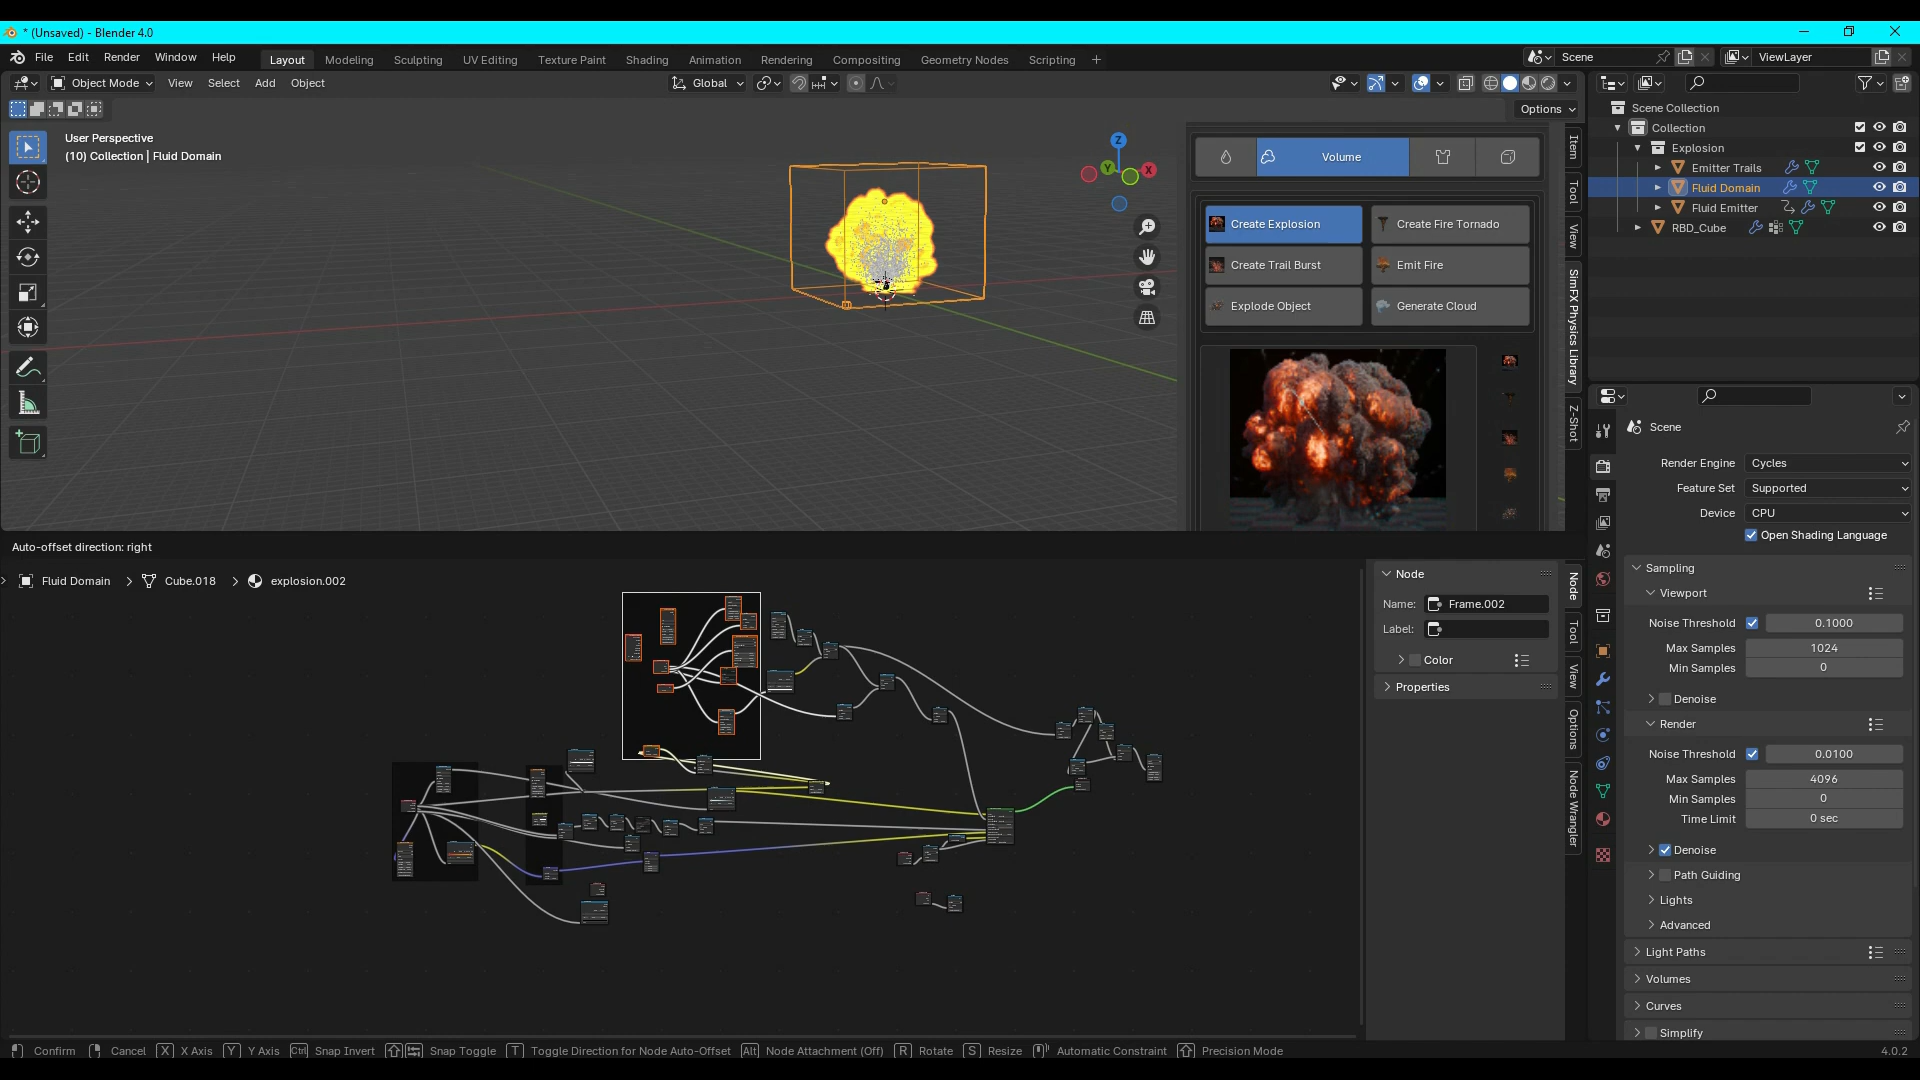 * (Unsaved) - Blender 4.0
File Edit Render Window Help
Layout Modeling Sculpting UV Editing Texture Paint Shading Animation Rendering Compositing Geometry Nodes Scripting +
Scene
ViewLayer
Object Mode View Select Add Object
Global
Options
User Perspective
(10) Collection | Fluid Domain
Z
Y
X
Volume
Create Explosion
Create Fire Tornado
Create Trail Burst
Emit Fire
Explode Object
Generate Cloud
Item
Tool
View
SimFX Physics Library
Z-Shot
Scene Collection
Collection
Explosion
Emitter Trails
Fluid Domain
Fluid Emitter
RBD_Cube
Auto-offset direction: right
Fluid Domain > Cube.018 > explosion.002
Node
Name: Frame.002
Label:
Color
Properties
Node
Tool
View
Options
Node Wrangler
Scene
Render Engine Cycles
Feature Set Supported
Device CPU
Open Shading Language
Sampling
Viewport
Noise Threshold 0.1000
Max Samples 1024
Min Samples 0
Denoise
Render
Noise Threshold 0.0100
Max Samples 4096
Min Samples 0
Time Limit 0 sec
Denoise
Path Guiding
Lights
Advanced
Light Paths
Volumes
Curves
Simplify
Confirm Cancel X X Axis Y Y Axis Ctrl Snap Invert Snap Toggle T Toggle Direction for Node Auto-Offset Alt Node Attachment (Off) R Rotate S Resize Automatic Constraint Precision Mode
4.0.2